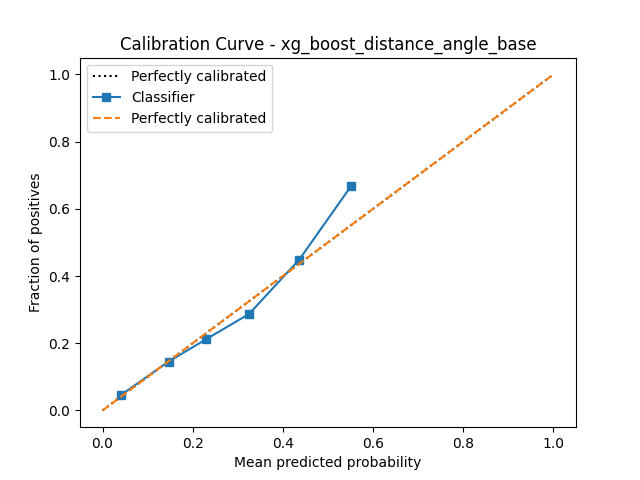 Calibration Curve - xg_boost_distance_angle_base
Perfectly calibrated
Classifier
Perfectly calibrated
1.0
0.8
0.6
0.4
0.2
0.0
Fraction of positives
0.0 0.2 0.4 0.6 0.8 1.0
Mean predicted probability